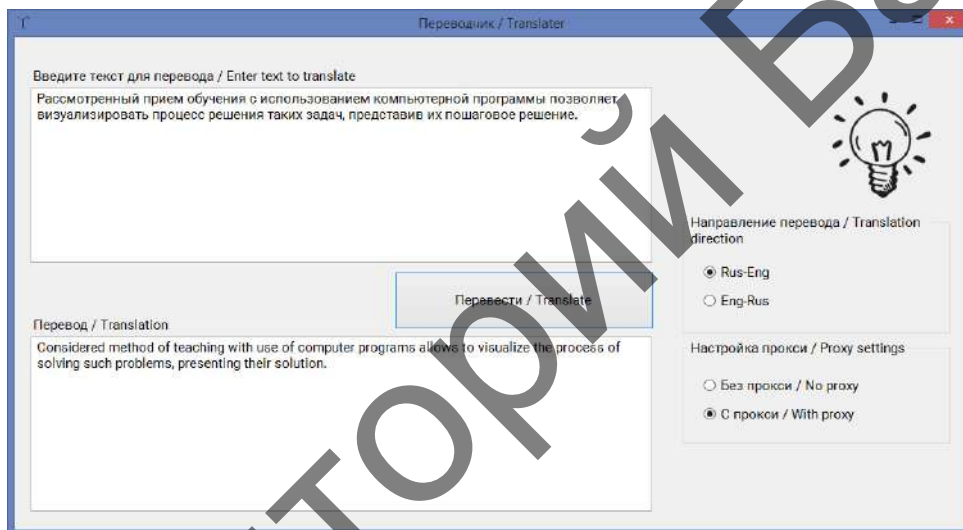 Переводчик / Translater
Введите текст для перевода / Enter text to translate
Рассмотренный прием обучения с использованием компьютерной программы позволяет
визуализировать процесс решения таких задач, представив их пошаговое решение.
Направление перевода / Translation
direction
Rus-Eng
Eng-Rus
Перевести / Translate
Перевод / Translation
Considered method of teaching with use of computer programs allows to visualize the process of
solving such problems, presenting their solution.
Настройка прокси / Proxy settings
Без прокси / No proxy
С прокси / With proxy